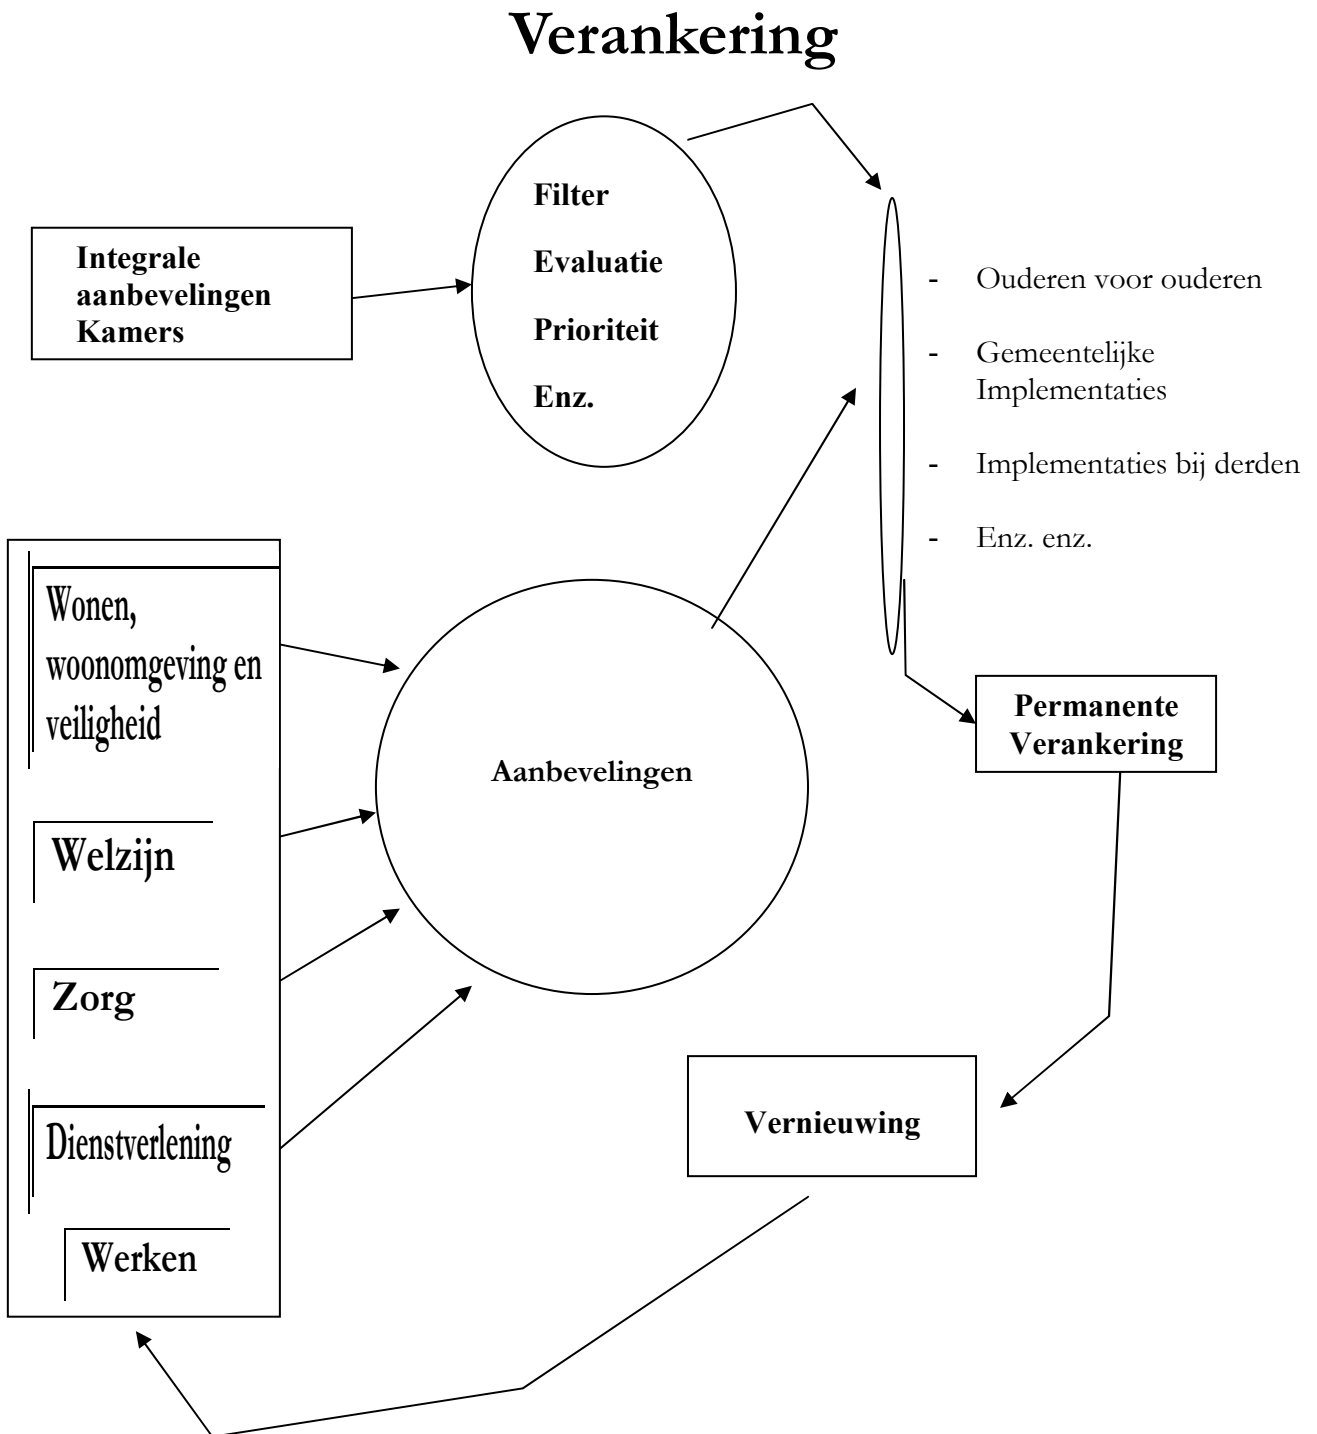 Verankering
Filter
Evaluatie
Prioriteit
Enz.
Integrale
aanbevelingen
Kamers
- Ouderen voor ouderen
- Gemeentelijke
Implementaties
- Implementaties bij derden
- Enz. enz.
Wonen,
woonomgeving en
veiligheid
Welzijn
Zorg
Dienstverlening
Werken
Aanbevelingen
Permanente
Verankering
Vernieuwing